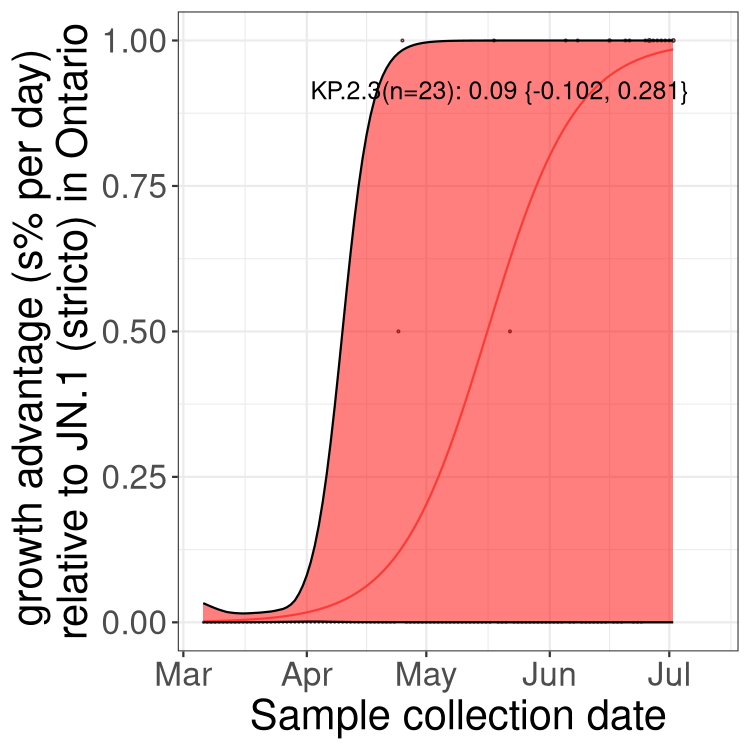 growth advantage (s% per day)
relative to JN.1 (stricto) in Ontario
1.00
0.75
0.50
0.25
0.00
KP.2.3(n=23): 0.09 {-0.102, 0.281}
Mar Apr May Jun Jul
Sample collection date